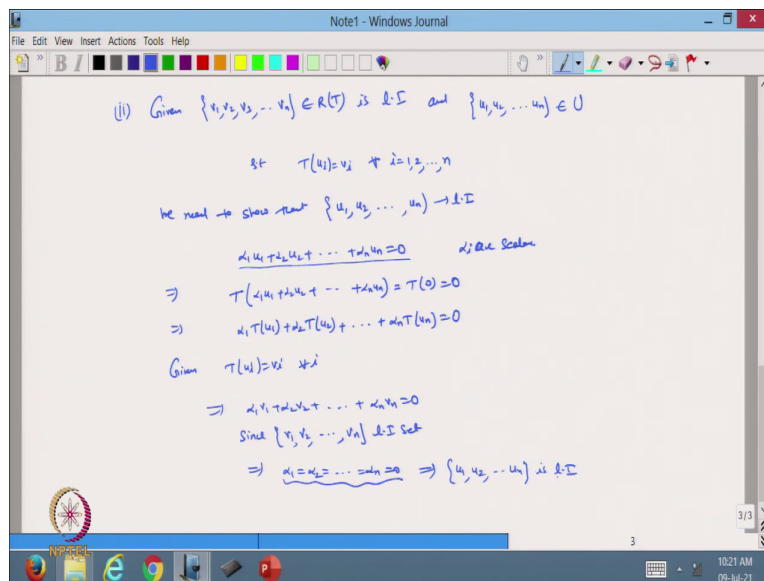 Note1 - Windows Journal
File Edit View Insert Actions Tools Help
B I
(ii) Given {v₁, v₂, v₃, ... vₙ} ∈ R(T) is l.I and {u₁, u₂, ... uₙ} ∈ U
s.t T(uᵢ)=vᵢ ∀ i=1,2,...,n
we need to show that {u₁, u₂, ..., uₙ} → l.I
α₁u₁+α₂u₂+ ... +αₙuₙ=0 αᵢ are scalar
⇒ T(α₁u₁+α₂u₂+ ... +αₙuₙ)=T(0)=0
⇒ α₁T(u₁)+α₂T(u₂)+ ... +αₙT(uₙ)=0
Given T(uᵢ)=vᵢ ∀i
⇒ α₁v₁+α₂v₂+ ... + αₙvₙ=0
Since {v₁, v₂, ..., vₙ} l.I set
⇒ α₁=α₂= ... =αₙ=0 ⇒ {u₁, u₂, ... uₙ} is l.I
3/3
3
NPTEL
10:21 AM
09-Jul-21